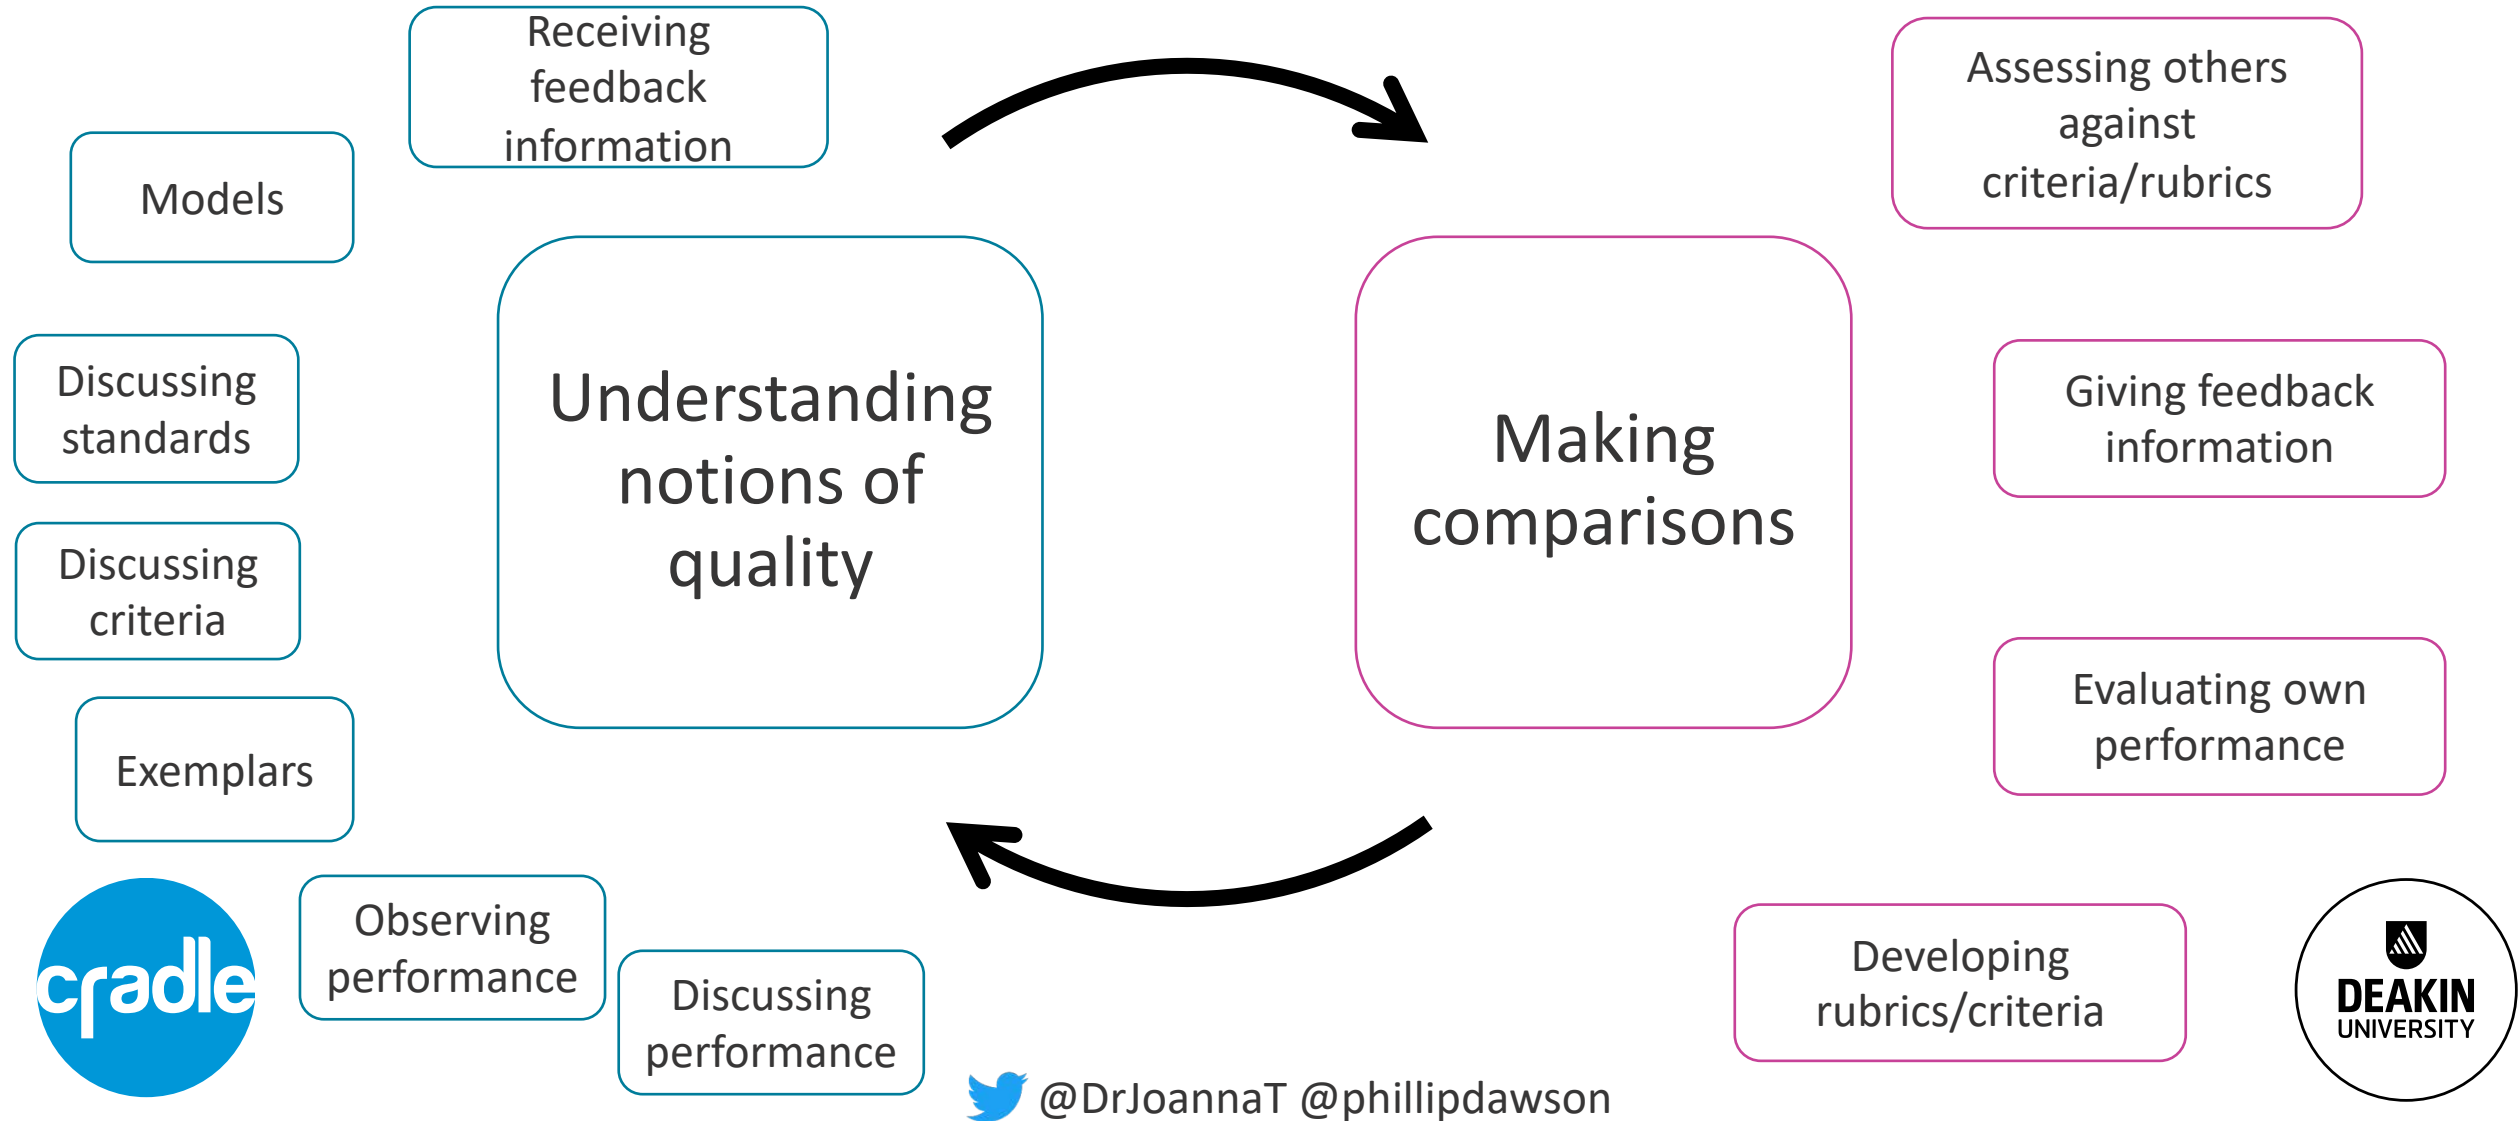 Receiving
feedback
information
Models
Discussing
standards
Discussing
criteria
Exemplars
Observing
performance
Discussing
performance
Understanding
notions of
quality
Making
comparisons
Assessing others
against
criteria/rubrics
Giving feedback
information
Evaluating own
performance
Developing
rubrics/criteria
cradle
@DrJoannaT @phillipdawson
DEAKIN
UNIVERSITY